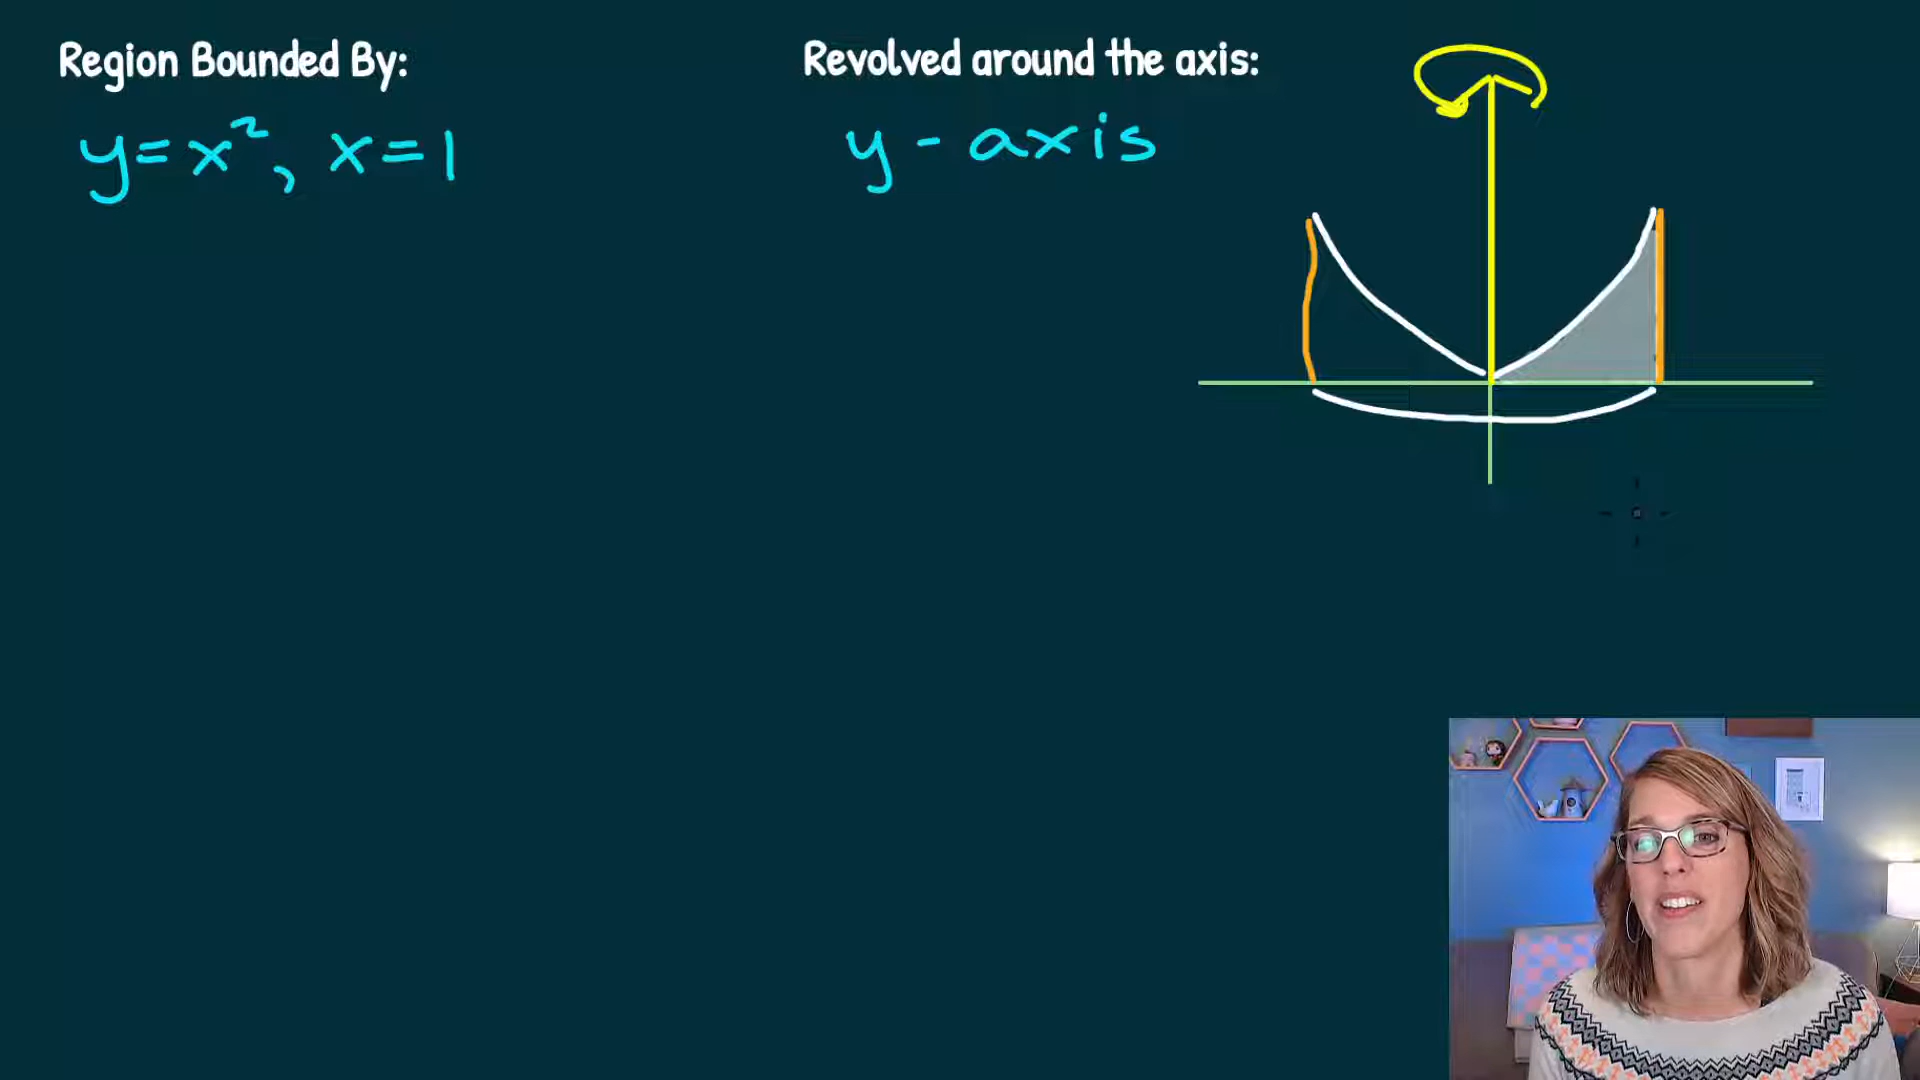 Region Bounded By:
y=x², x=1
Revolved around the axis:
y-axis